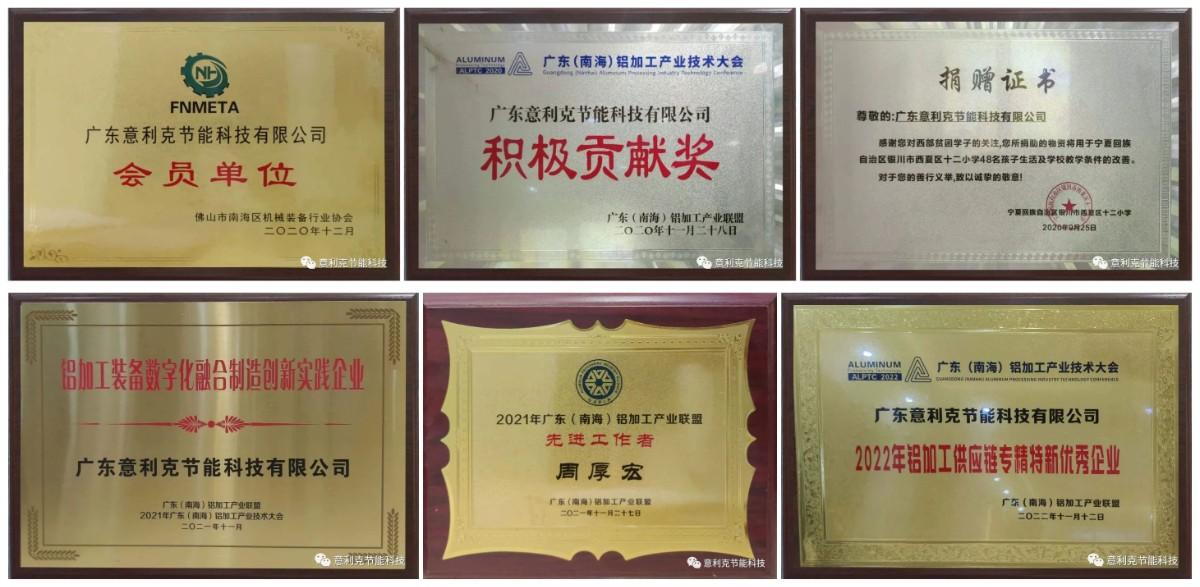 NH
FNMETA
广东意利克节能科技有限公司
会员单位
佛山市南海区机械装备行业协会
二〇二〇年十二月
意利克节能科技
ALUMINUM
ALPTC 2020
广东（南海）铝加工产业技术大会
Guangdong (Nanhai) Aluminum Processing Industry Technology Conference
广东意利克节能科技有限公司
积极贡献奖
广东（南海）铝加工产业联盟
二〇二〇年十一月二十八日
意利克节能科技
捐赠证书
尊敬的:广东意利克节能科技有限公司
感谢您对西部贫困学子的关注,您所捐助的物资将用于宁夏回族
自治区银川市西夏区十二小学48名孩子生活及学校教学条件的改善。
对于您的善行义举,致以诚挚的敬意!
宁夏回族自治区银川市西夏区十二小学
2020年9月25日
意利克节能科技
铝加工装备数字化融合制造创新实践企业
广东意利克节能科技有限公司
广东（南海）铝加工产业联盟
2021年广东（南海）铝加工产业技术大会
二〇二一年十一月
意利克节能科技
2021年广东（南海）铝加工产业联盟
先进工作者
周厚宏
广东（南海）铝加工产业联盟
二〇二一年十一月二十七日
意利克节能科技
ALUMINUM
ALPTC 2022
广东（南海）铝加工产业技术大会
GUANGDONG (NANHAI) ALUMINUM PROCESSING INDUSTRY TECHNOLOGY CONFERENCE
广东意利克节能科技有限公司
2022年铝加工供应链专精特新优秀企业
广东（南海）铝加工产业联盟
二〇二二年十一月十二日
意利克节能科技